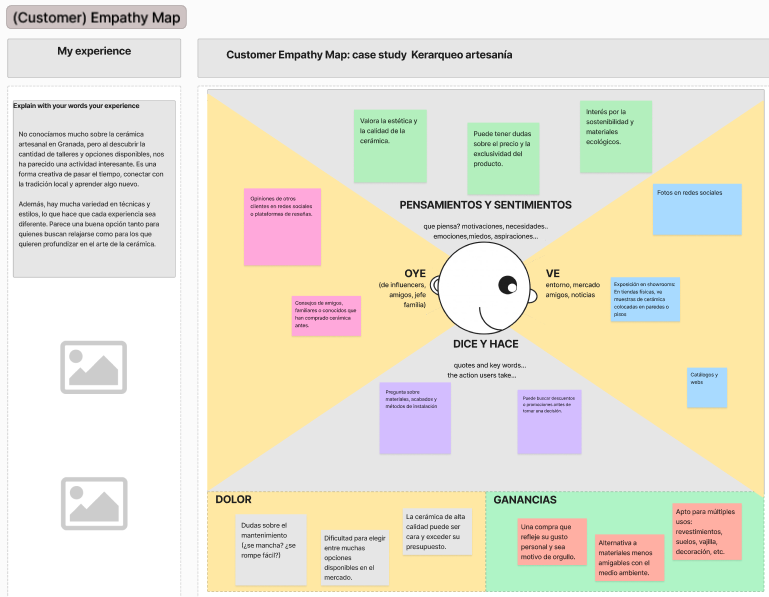 (Customer) Empathy Map
My experience
Customer Empathy Map: case study Kerarqueo artesanía
Explain with your words your experience
No conocíamos mucho sobre la cerámica
artesanal en Granada, pero al descubrir la
cantidad de talleres y opciones disponibles, nos
ha parecido una actividad interesante. Es una
forma creativa de pasar el tiempo, conectar con
la tradición local y aprender algo nuevo.
Además, hay mucha variedad en técnicas y
estilos, lo que hace que cada experiencia sea
diferente. Parece una buena opción tanto para
quienes buscan relajarse como para los que
quieren profundizar en el arte de la cerámica.
Valora la estética y
la calidad de la
cerámica.
Puede tener dudas
sobre el precio y la
exclusividad del
producto.
Interés por la
sostenibilidad y
materiales
ecológicos.
PENSAMIENTOS Y SENTIMIENTOS
que piensa? motivaciones, necesidades..
emociones,miedos, aspiraciones...
Opiniones de otros
clientes en redes sociales
o plataformas de reseñas.
Consejos de amigos,
familiares o conocidos que
han comprado cerámica
antes.
OYE
(de influencers,
amigos, jefe
familia)
VE
entorno, mercado
amigos, noticias
Fotos en redes sociales
Exposición en showrooms:
En tiendas físicas, ve
muestras de cerámica
colocadas en paredes o
pisos
Catálogos y
webs
DICE Y HACE
quotes and key words...
the action users take...
Pregunta sobre
materiales, acabados y
métodos de instalación
Puede buscar descuentos
o promociones antes de
tomar una decisión.
DOLOR
Dudas sobre el
mantenimiento
(¿se mancha? ¿se
rompe fácil?)
Dificultad para elegir
entre muchas
opciones
disponibles en el
mercado.
La cerámica de alta
calidad puede ser
cara y exceder su
presupuesto.
GANANCIAS
Una compra que
refleje su gusto
personal y sea
motivo de orgullo.
Alternativa a
materiales menos
amigables con el
medio ambiente.
Apto para múltiples
usos:
revestimientos,
suelos, vajilla,
decoración, etc.